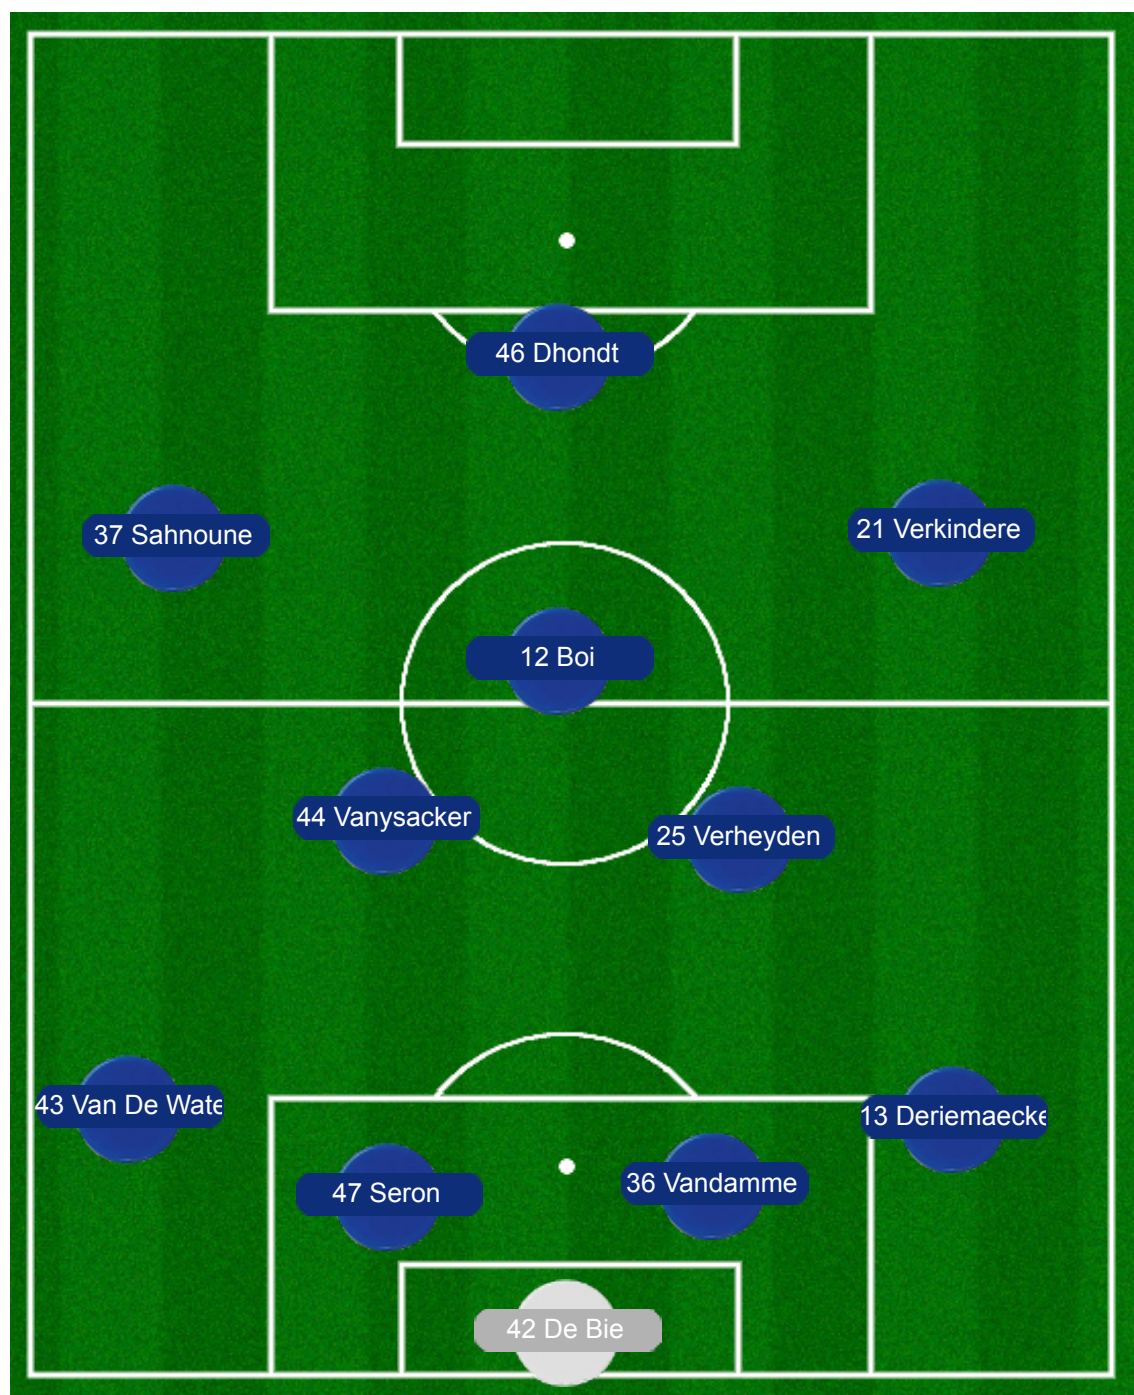 46 Dhondt
37 Sahnoune
21 Verkindere
12 Boi
44 Vanysacker
25 Verheyden
43 Van De Wate
13 Deriemaecke
47 Seron
36 Vandamme
42 De Bie